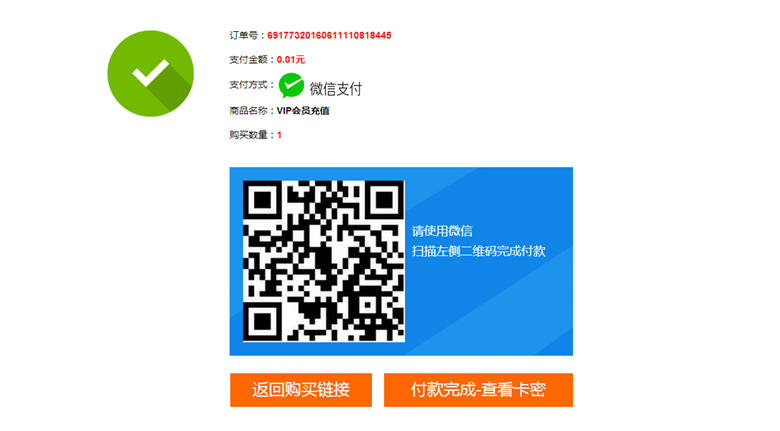 订单号：69177320160611110818445
支付金额：0.01元
支付方式： 微信支付
商品名称：VIP会员充值
购买数量：1
请使用微信
扫描左侧二维码完成付款
返回购买链接 付款完成-查看卡密